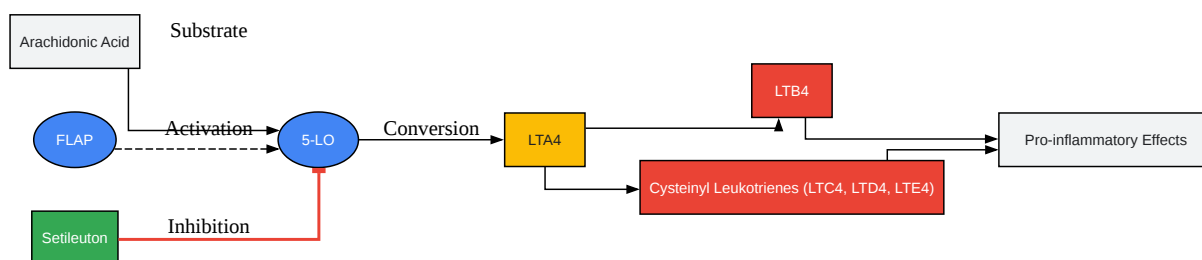 Arachidonic Acid
Substrate
FLAP
Activation
5-LO
Conversion
LTA4
LTB4
Cysteinyl Leukotrienes (LTC4, LTD4, LTE4)
Pro-inflammatory Effects
Setileuton
Inhibition